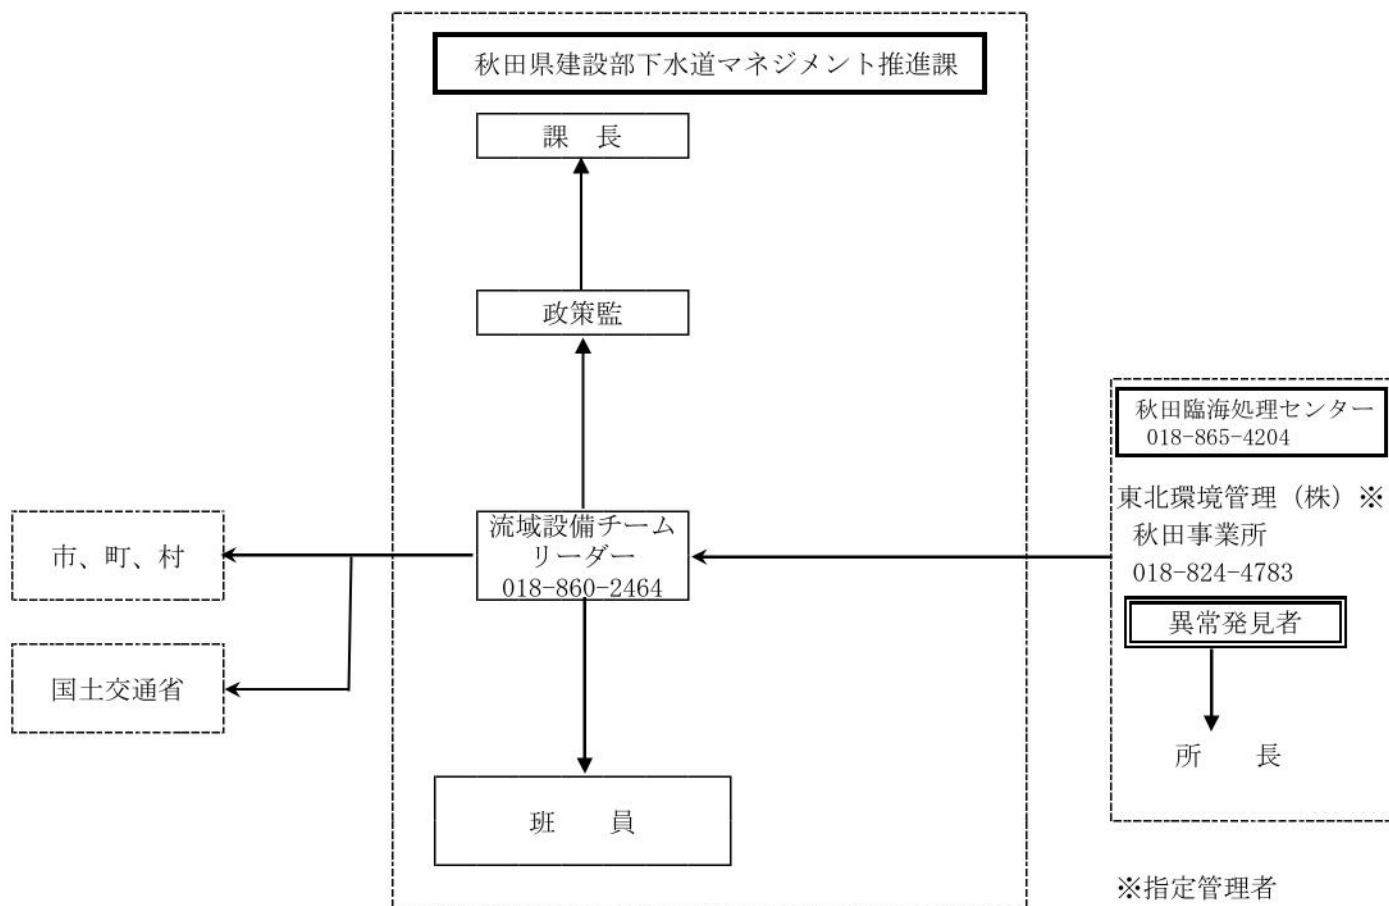 秋田県建設部下水道マネジメント推進課
課　長
政策監
流域設備チーム
リーダー
018-860-2464
班　　員
市、町、村
国土交通省
秋田臨海処理センター
018-865-4204
東北環境管理（株）※
秋田事業所
018-824-4783
異常発見者
所　　長
※指定管理者